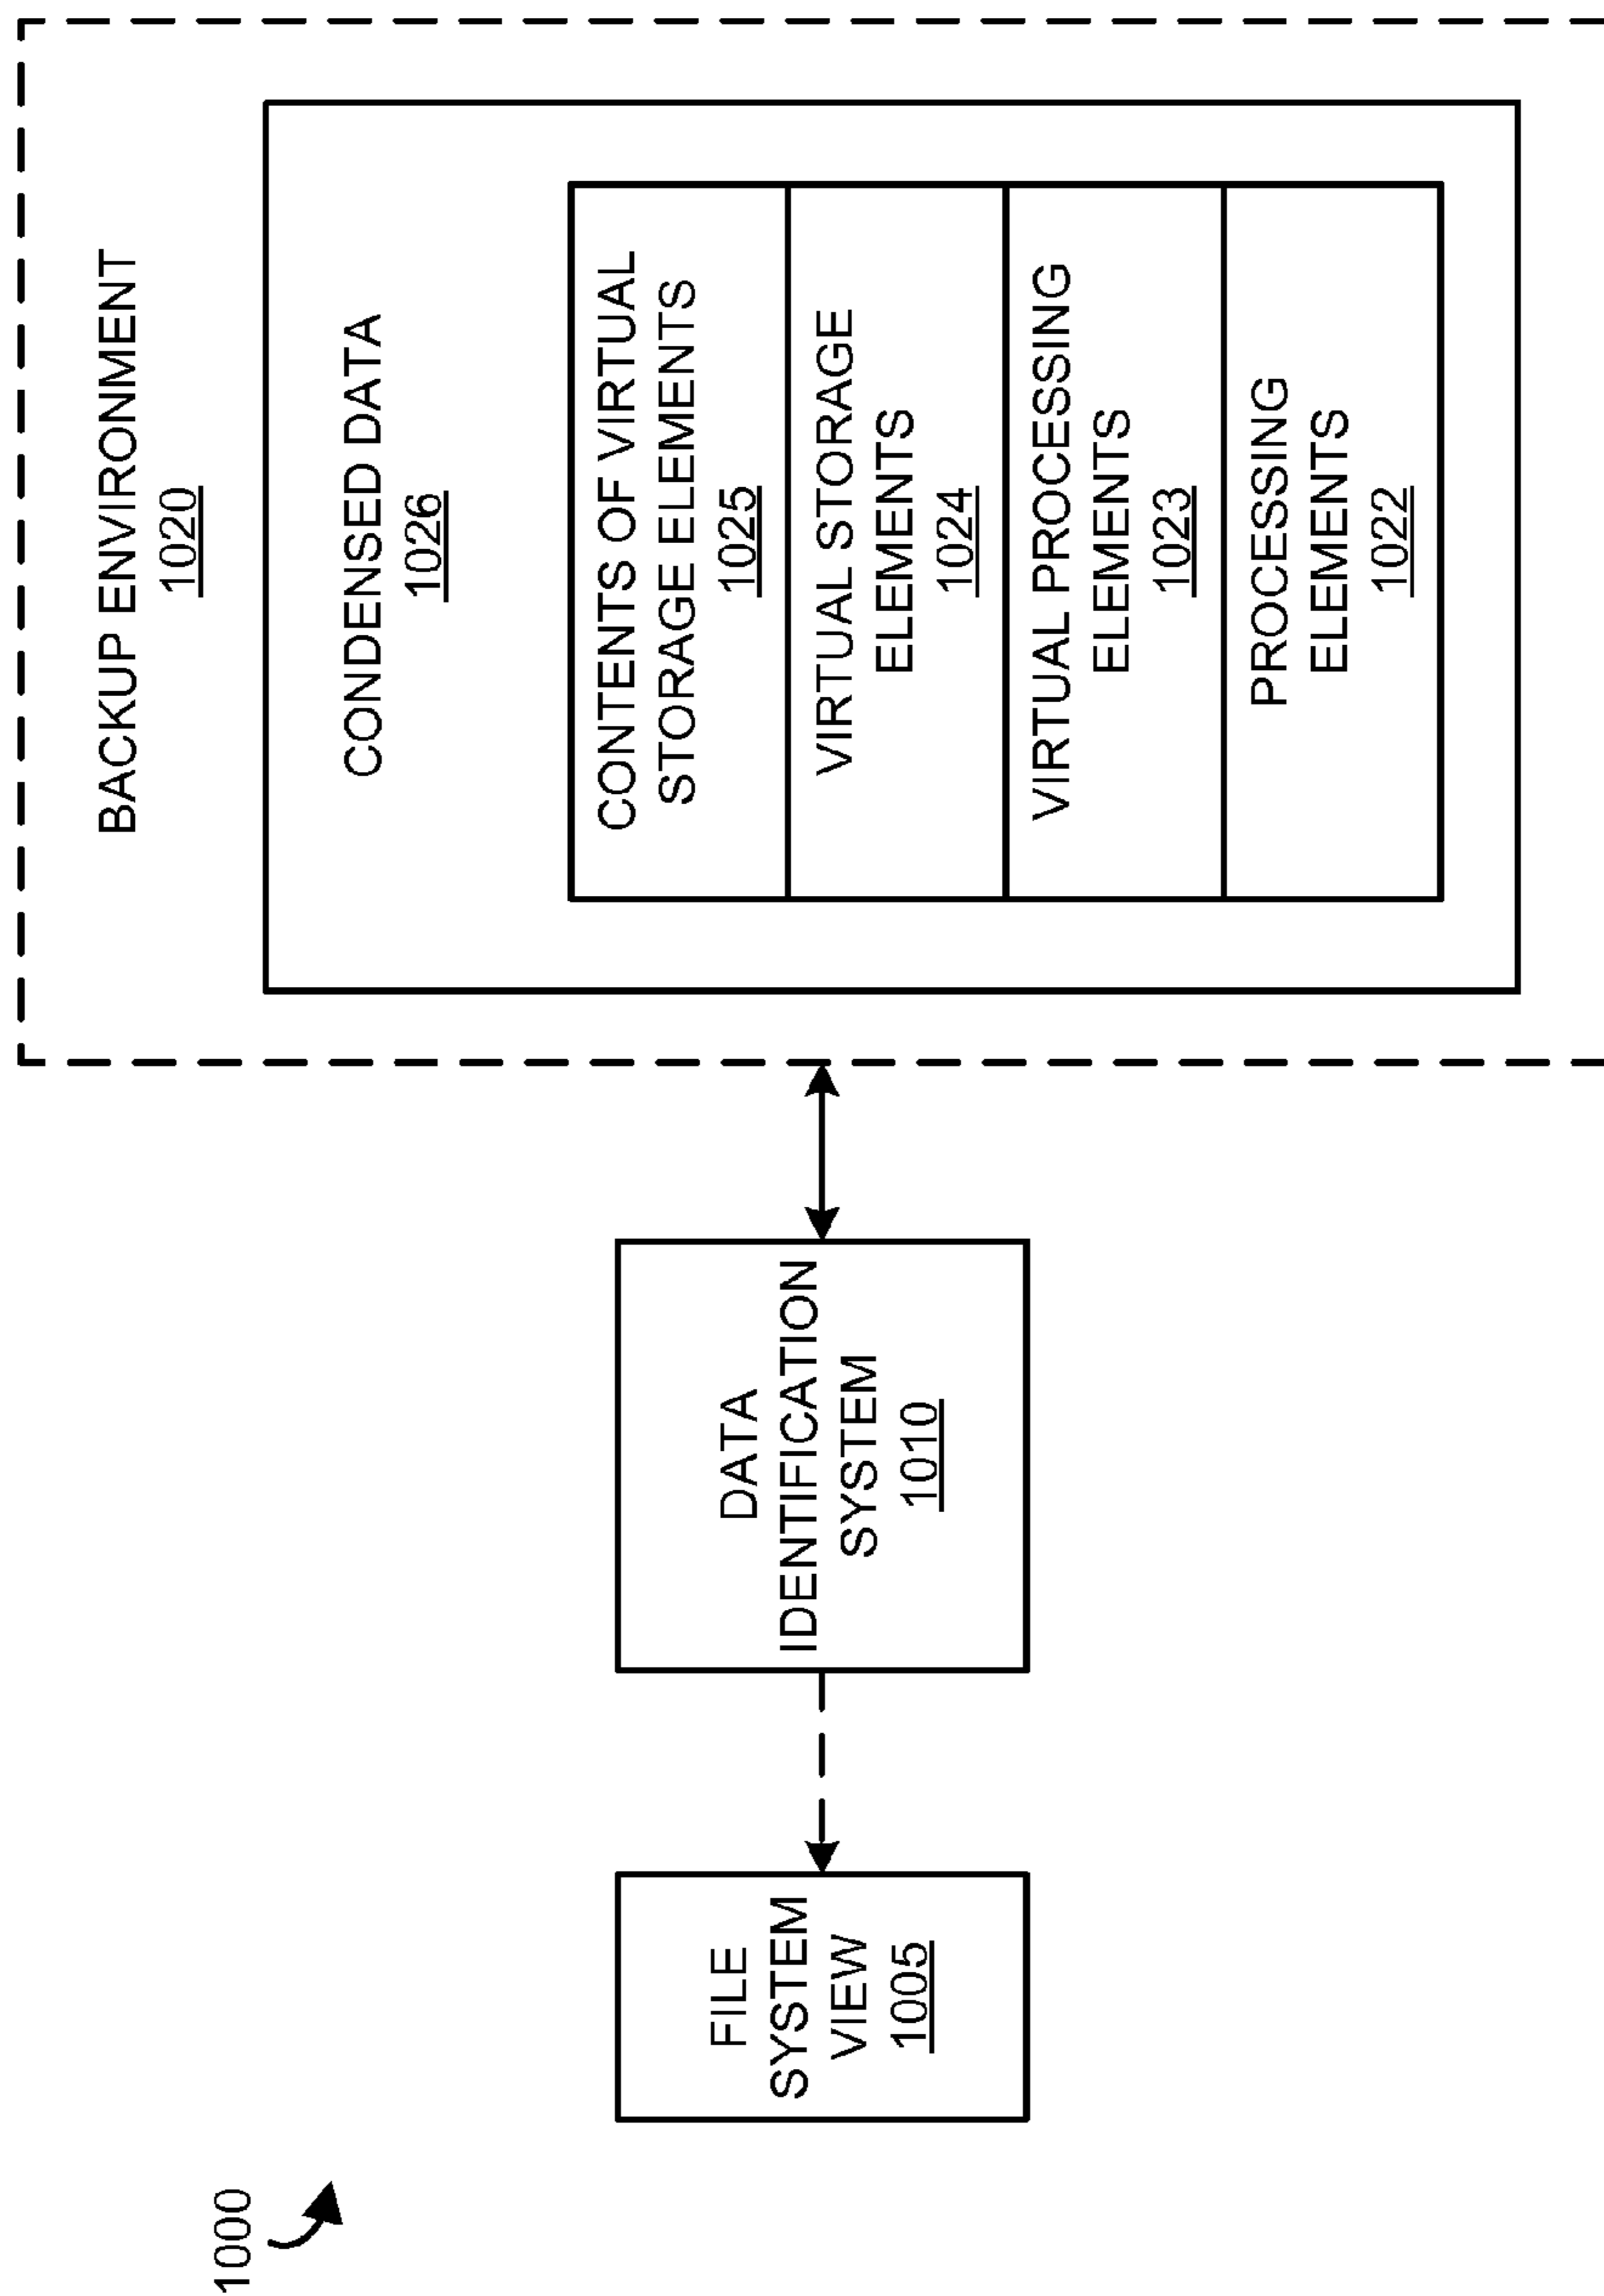 1000
FILE
SYSTEM
VIEW
1005
DATA
IDENTIFICATION
SYSTEM
1010
BACKUP ENVIRONMENT
1020
CONDENSED DATA
1026
CONTENTS OF VIRTUAL
STORAGE ELEMENTS
1025
VIRTUAL STORAGE
ELEMENTS
1024
VIRTUAL PROCESSING
ELEMENTS
1023
PROCESSING
ELEMENTS
1022